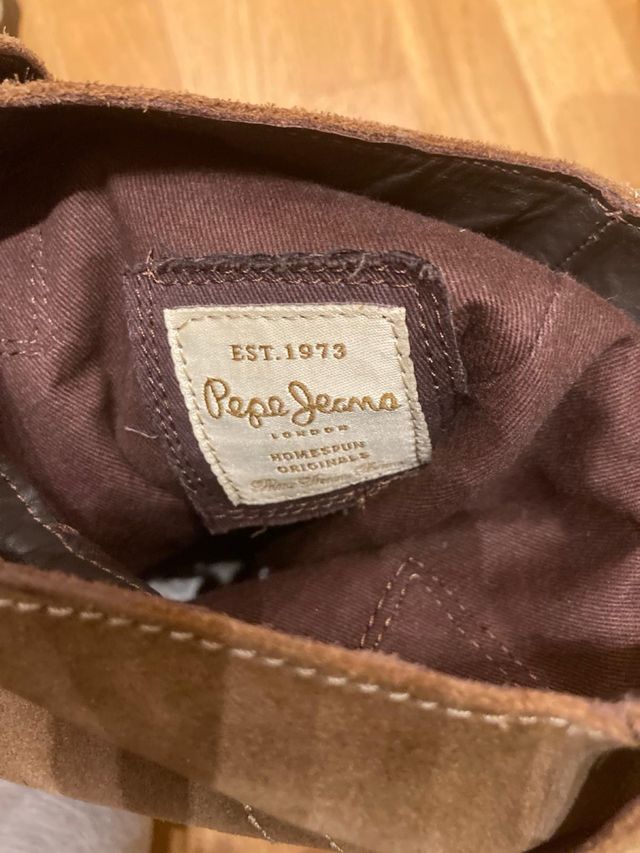 EST.1973
Pepe Jeans
LONDON
HOMESPUN
ORIGINALS